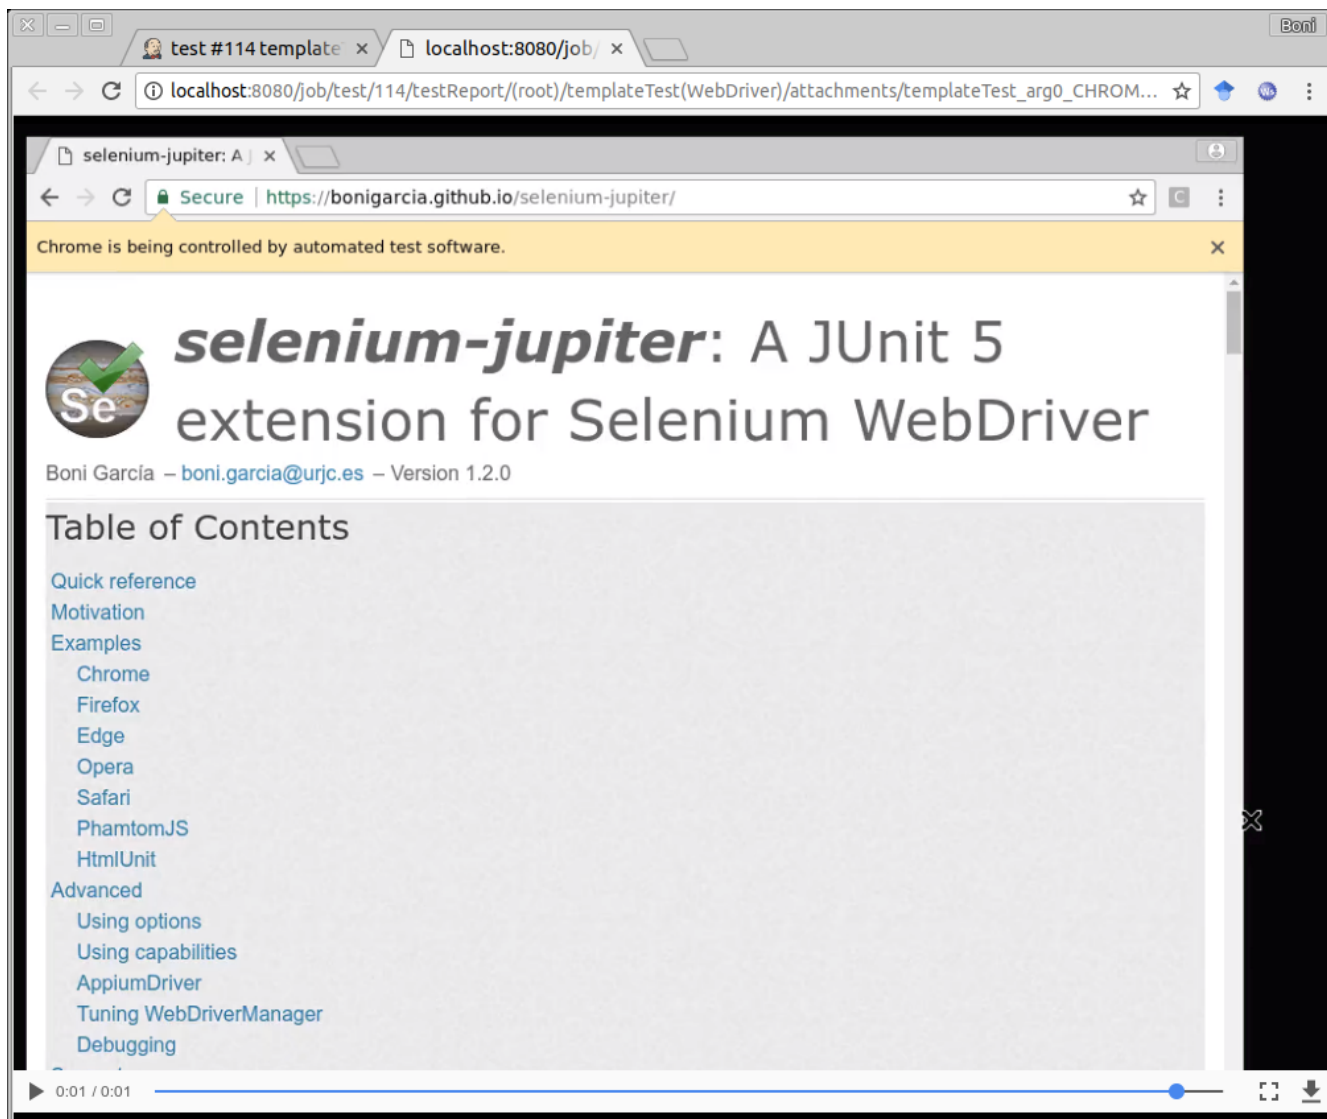 Boni
test #114 template
localhost:8080/job/
localhost:8080/job/test/114/testReport/(root)/templateTest(WebDriver)/attachments/templateTest_arg0_CHROM...
selenium-jupiter: A J
Secure https://bonigarcia.github.io/selenium-jupiter/
C
Chrome is being controlled by automated test software.
selenium-jupiter: A JUnit 5
extension for Selenium WebDriver
Se
Boni García – boni.garcia@urjc.es – Version 1.2.0
Table of Contents
Quick reference
Motivation
Examples
Chrome
Firefox
Edge
Opera
Safari
PhamtomJS
HtmlUnit
Advanced
Using options
Using capabilities
AppiumDriver
Tuning WebDriverManager
Debugging
0:01 / 0:01